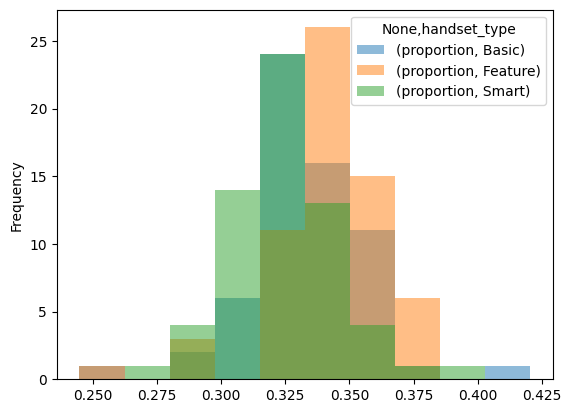 None,handset_type
(proportion, Basic)
(proportion, Feature)
(proportion, Smart)
Frequency
25
20
15
10
5
0
0.250 0.275 0.300 0.325 0.350 0.375 0.400 0.425